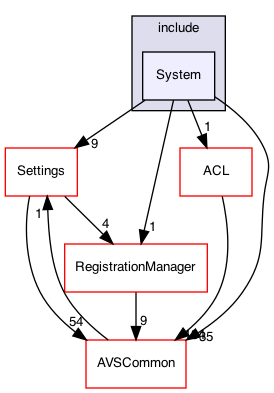 include
System
9
1
Settings
ACL
1
4
1
RegistrationManager
54
9
35
AVSCommon